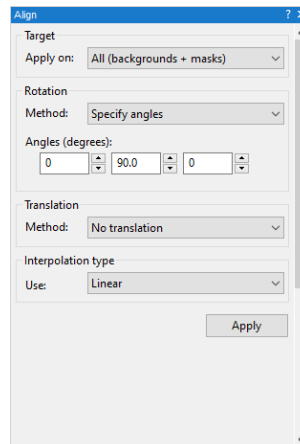 Align ?
Target
Apply on: All (backgrounds + masks)
Rotation
Method: Specify angles
Angles (degrees):
0 90.0 0
Translation
Method: No translation
Interpolation type
Use: Linear
Apply